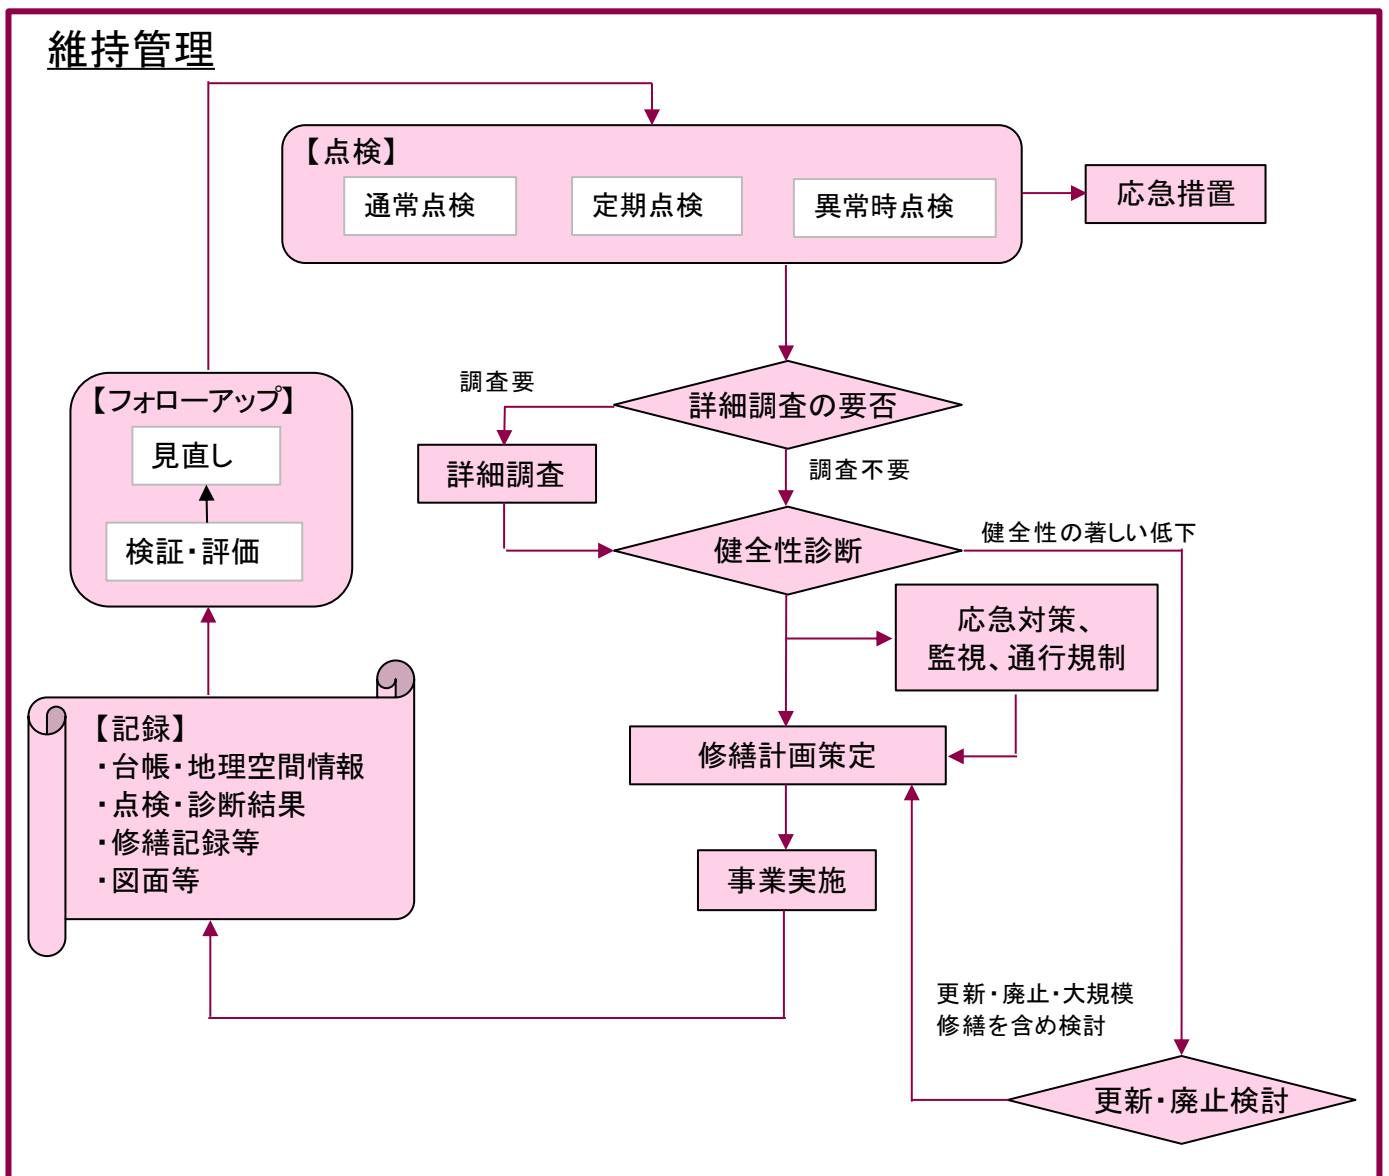 維持管理
【点検】
通常点検
定期点検
異常時点検
応急措置
調査要
詳細調査の要否
詳細調査
調査不要
健全性診断
健全性の著しい低下
応急対策、
監視、通行規制
修繕計画策定
事業実施
更新・廃止・大規模
修繕を含め検討
更新・廃止検討
【フォローアップ】
見直し
検証・評価
【記録】
・台帳・地理空間情報
・点検・診断結果
・修繕記録等
・図面等